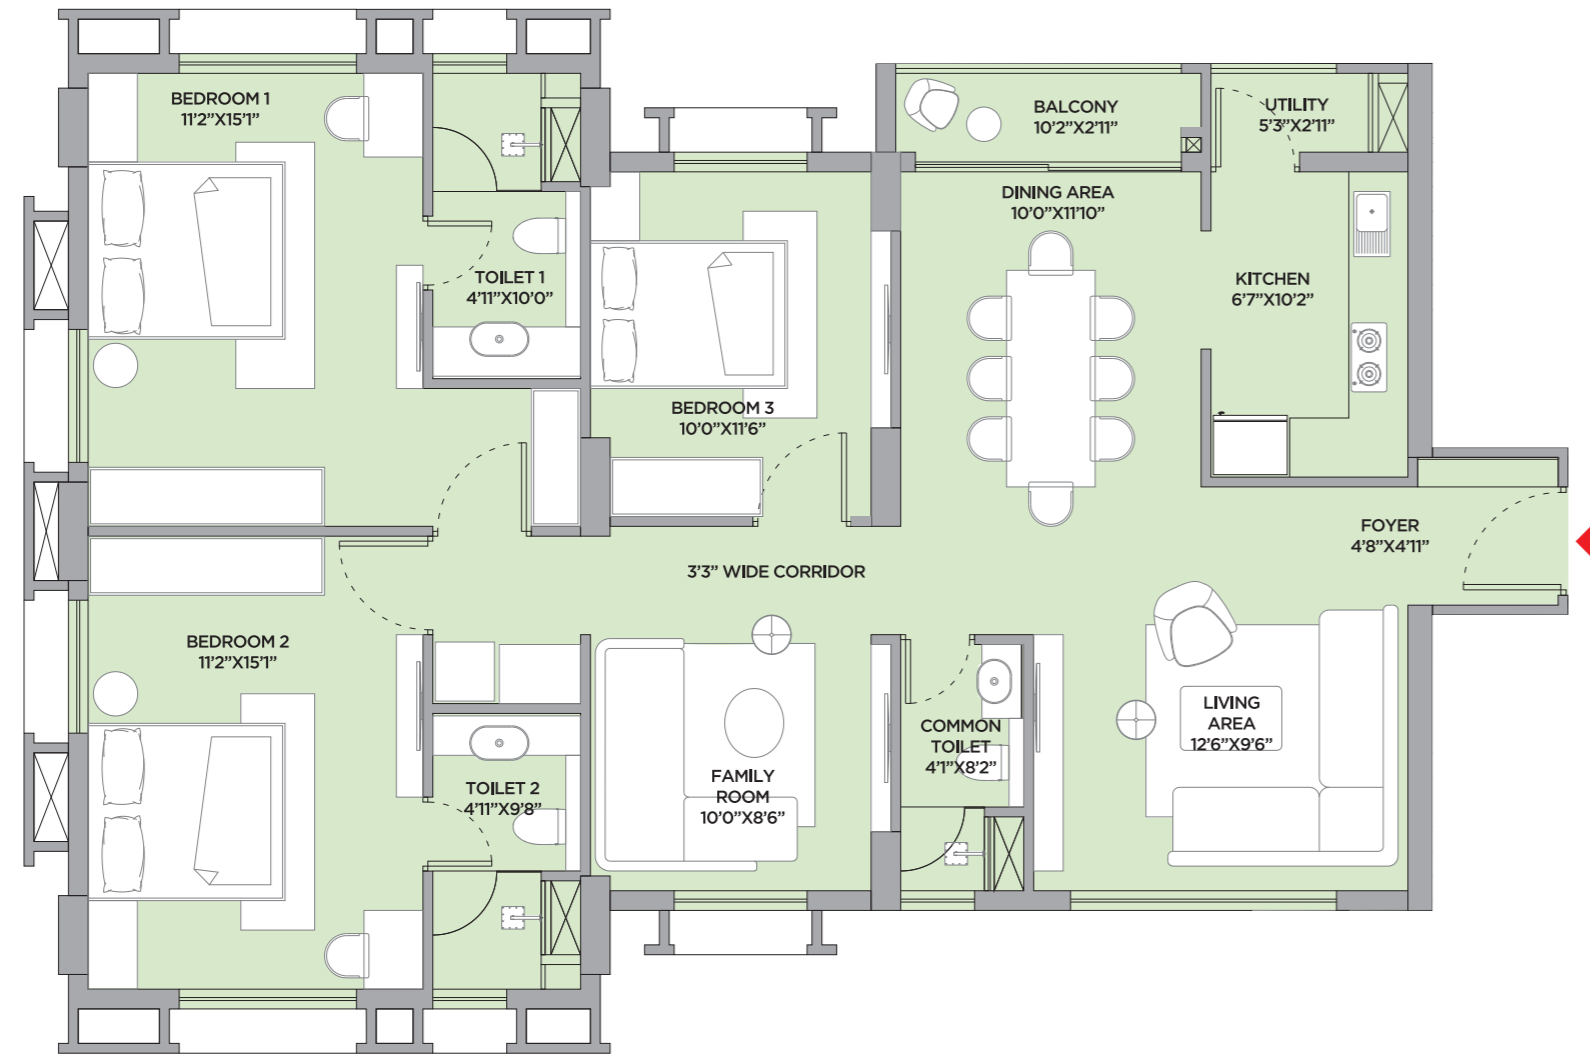 BEDROOM 1
11’2”X15’1”
BALCONY
10’2”X2’11”
UTILITY
5’3”X2’11”
DINING AREA
10’0”X11’10”
TOILET 1
4’11”X10’0”
KITCHEN
6’7”X10’2”
BEDROOM 3
10’0”X11’6”
FOYER
4’8”X4’11”
3’3” WIDE CORRIDOR
BEDROOM 2
11’2”X15’1”
LIVING
AREA
12’6”X9’6”
COMMON
TOILET
4’1”X8’2”
FAMILY
ROOM
10’0”X8’6”
TOILET 2
4’11”X9’8”